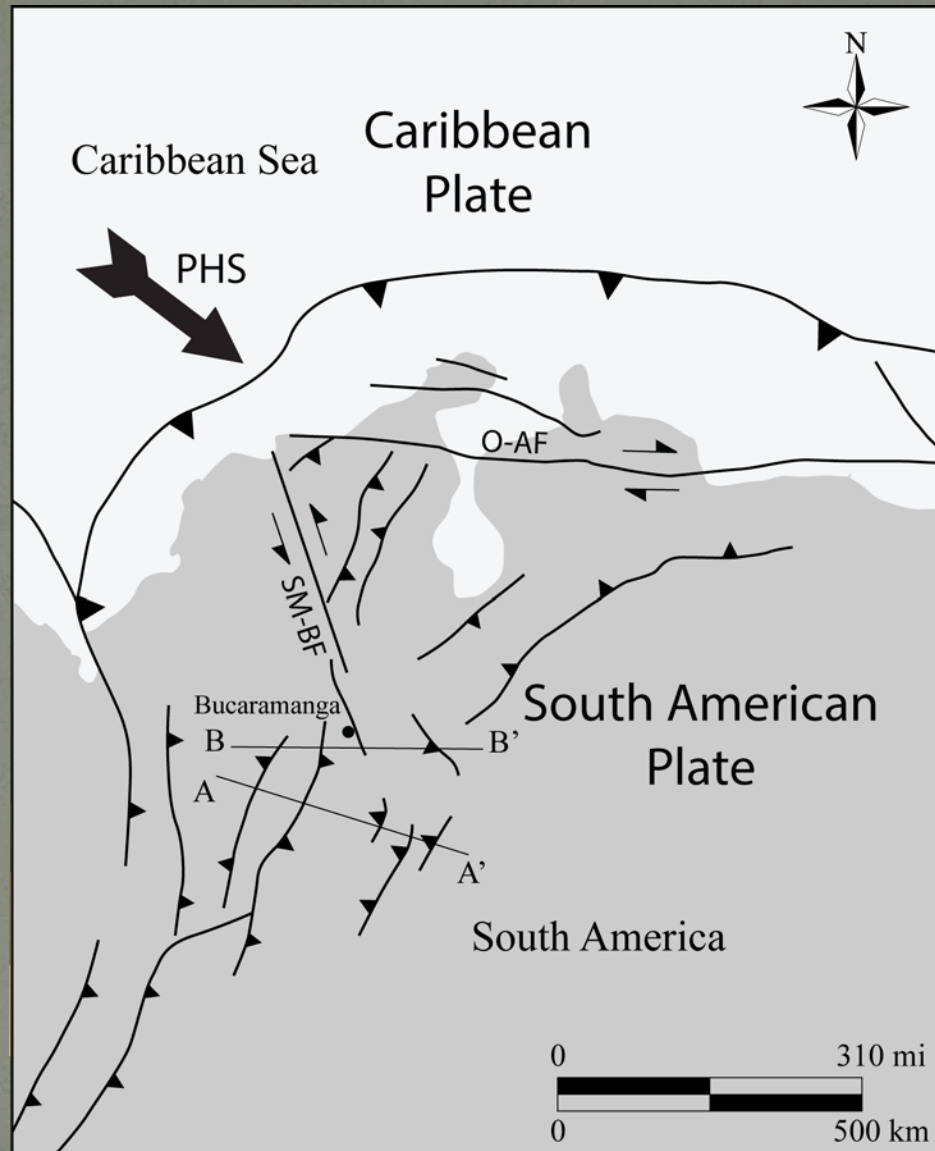 N
Caribbean
Plate
Caribbean Sea
PHS
O-AF
SM-BF
Bucaramanga
B
B’
A
A’
South American
Plate
South America
0
310 mi
0
500 km